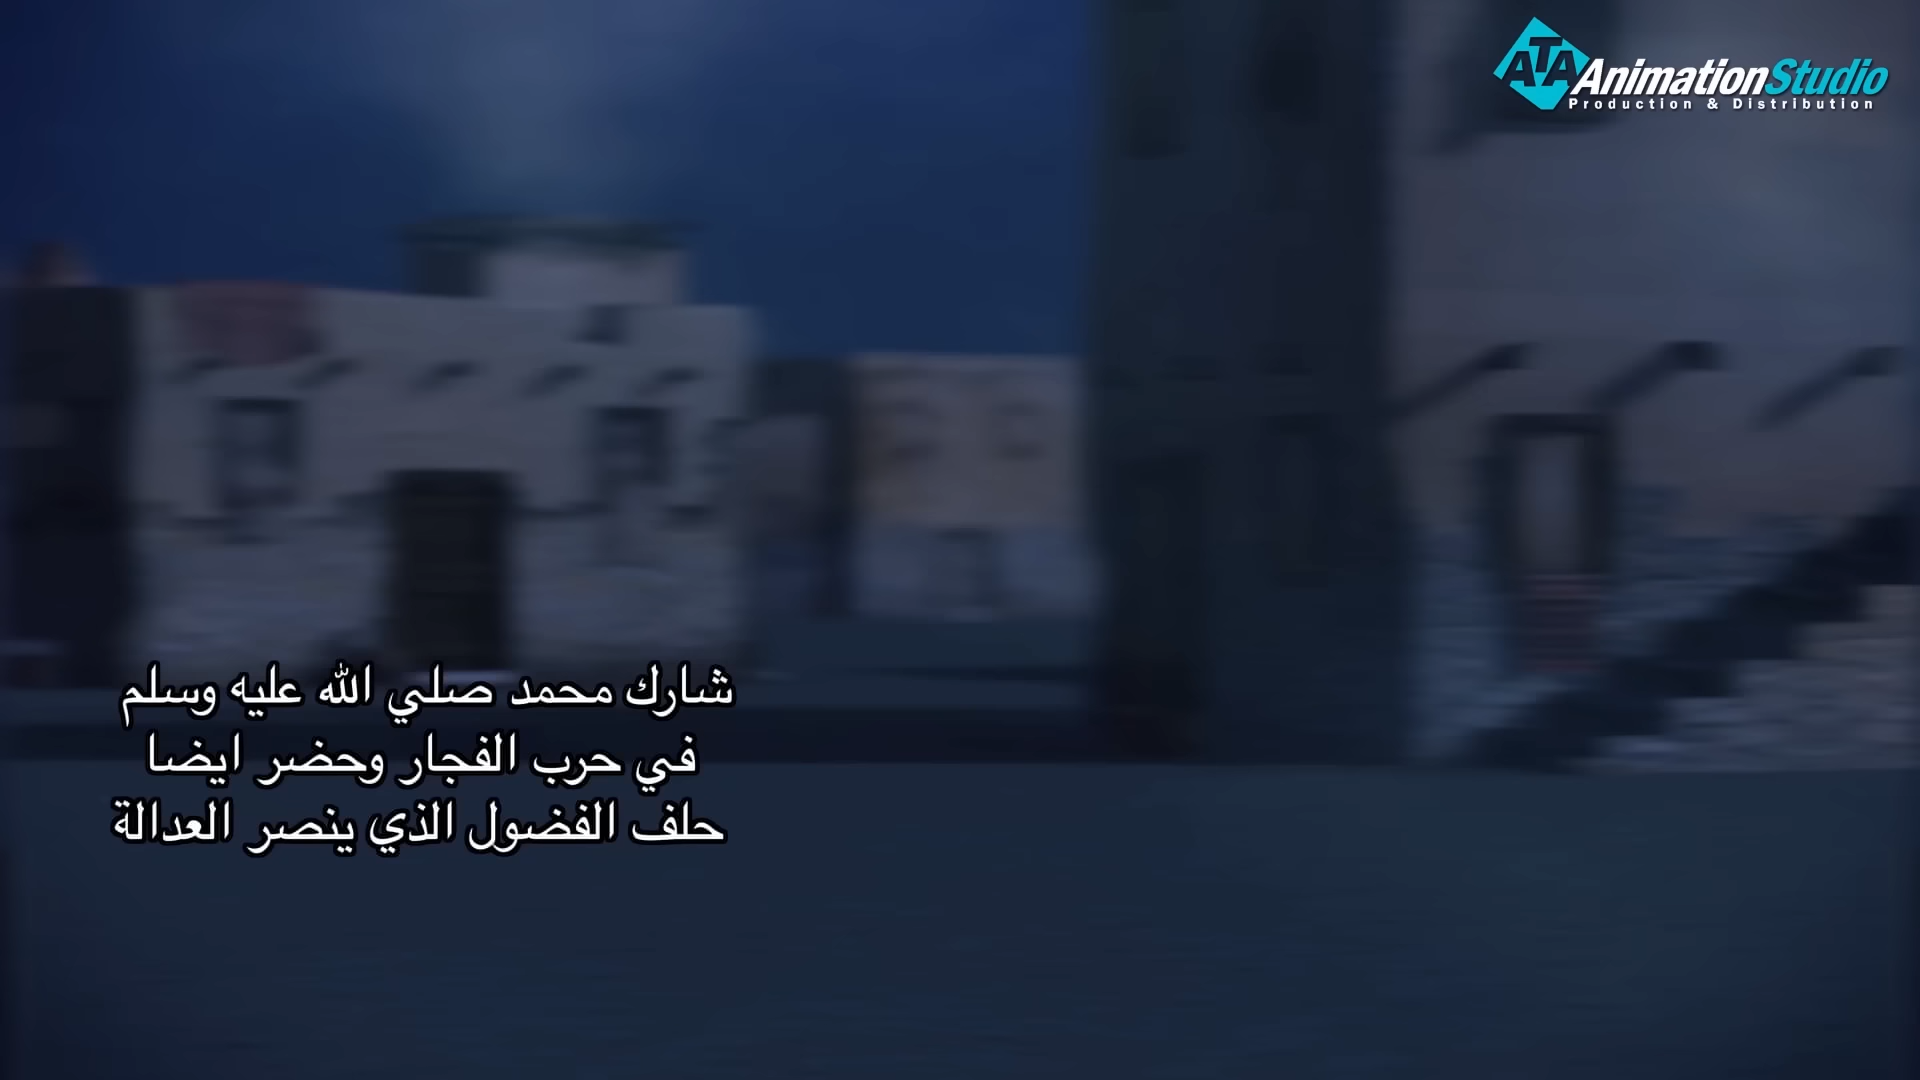 ATA AnimationStudio
Production & Distribution
شارك محمد صلي الله عليه وسلم
في حرب الفجار وحضر ايضا
حلف الفضول الذي ينصر العدالة